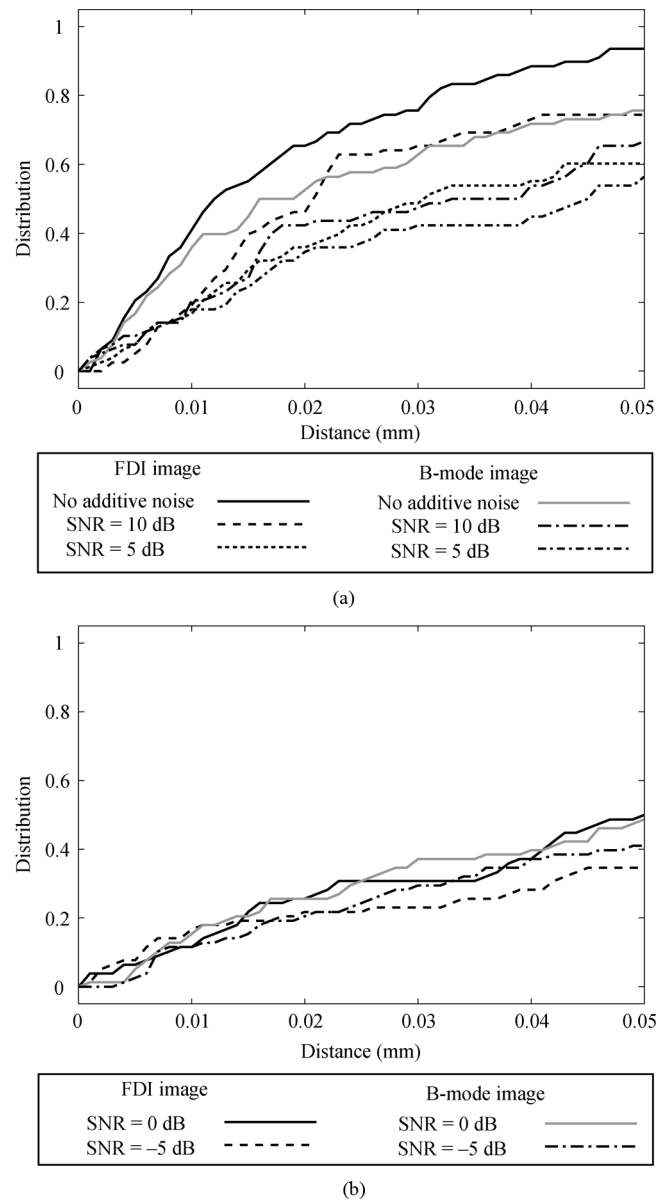 1
0.8
0.6
0.4
0.2
0
Distribution
0 0.01 0.02 0.03 0.04 0.05
Distance (mm)
FDI image B-mode image
No additive noise No additive noise
SNR = 10 dB SNR = 10 dB
SNR = 5 dB SNR = 5 dB
(a)
1
0.8
0.6
0.4
0.2
0
Distribution
0 0.01 0.02 0.03 0.04 0.05
Distance (mm)
FDI image B-mode image
SNR = 0 dB SNR = 0 dB
SNR = –5 dB SNR = –5 dB
(b)